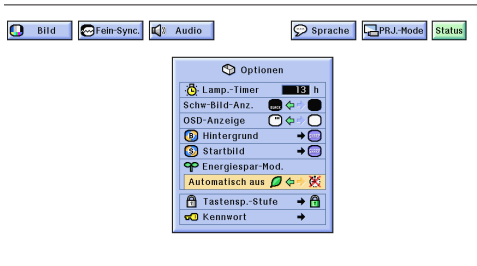 Bild Fein-Sync. Audio Sprache PRJ.-Mode Status
Optionen
Lamp.-Timer 13 h
Schw-Bild-Anz.
OSD-Anzeige
Hintergrund
Startbild
Energiespar-Mod.
Automatisch aus
Tastensp.-Stufe
Kennwort